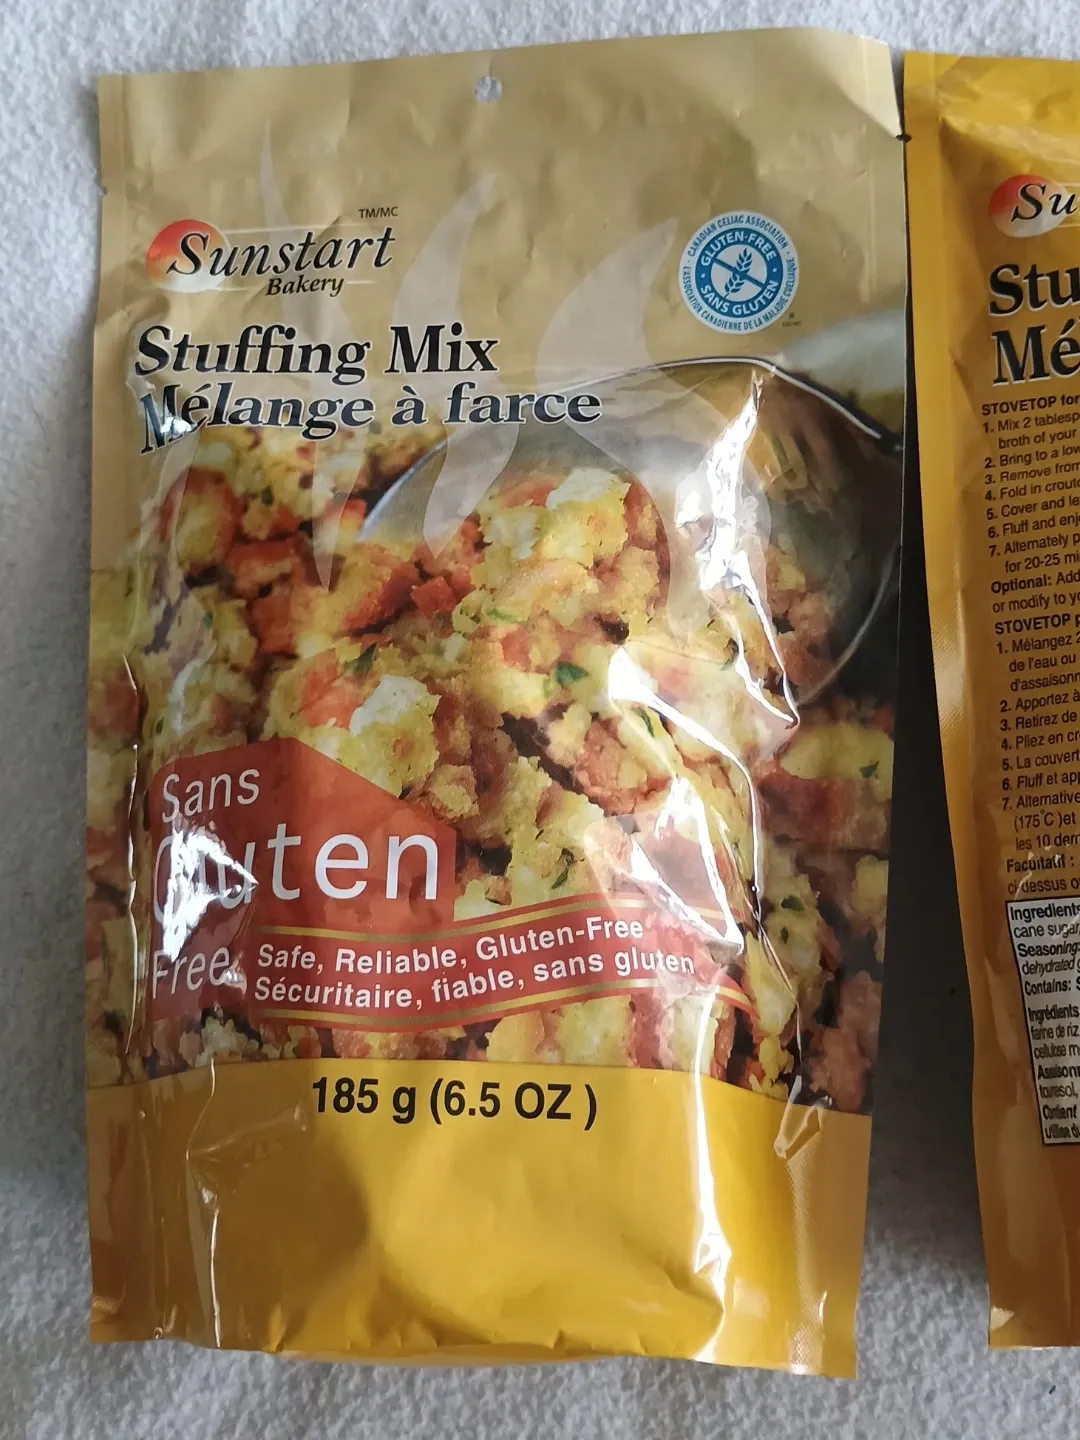 TM/MC
Sunstart
Bakery
CANADIAN CELIAC ASSOCIATION
GLUTEN-FREE
SANS GLUTEN
L'ASSOCIATION CANADIENNE DE LA MALADIE COELIAQUE
Stuffing Mix
Mélange à farce
Sans
Gluten
Free
Safe, Reliable, Gluten-Free
Sécuritaire, fiable, sans gluten
185 g (6.5 OZ )
Su
Stu
Mé
STOVETOP for
1. Mix 2 tablesp
broth of your
2. Bring to a low
3. Remove from
4. Fold in crouto
5. Cover and le
6. Fluff and enj
7. Alternately p
for 20-25 mi
Optional: Add
or modify to yo
STOVETOP p
1. Mélangez 2
de l'eau ou
d'assaisonn
2. Apportez à
3. Retirez de
4. Pliez en cr
5. La couvert
6. Fluff et app
7. Alternative
(175°C )et
les 10 dern
Facultatif :
ci-dessus o
Ingredients
cane sugar,
Seasoning:
dehydrated
Contains: S
Ingrédients
farine de riz
cellulose m
Assaisonn
tournesol,
Contient